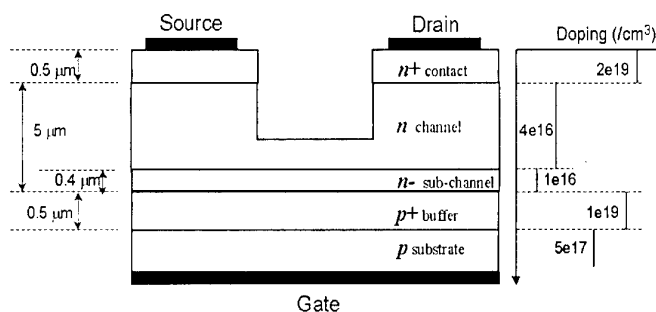 Source
Drain
Doping (/cm³)
0.5 μm
n+ contact
2e19
5 μm
n channel
4e16
0.4 μm
n- sub-channel
1e16
0.5 μm
p+ buffer
1e19
p substrate
5e17
Gate